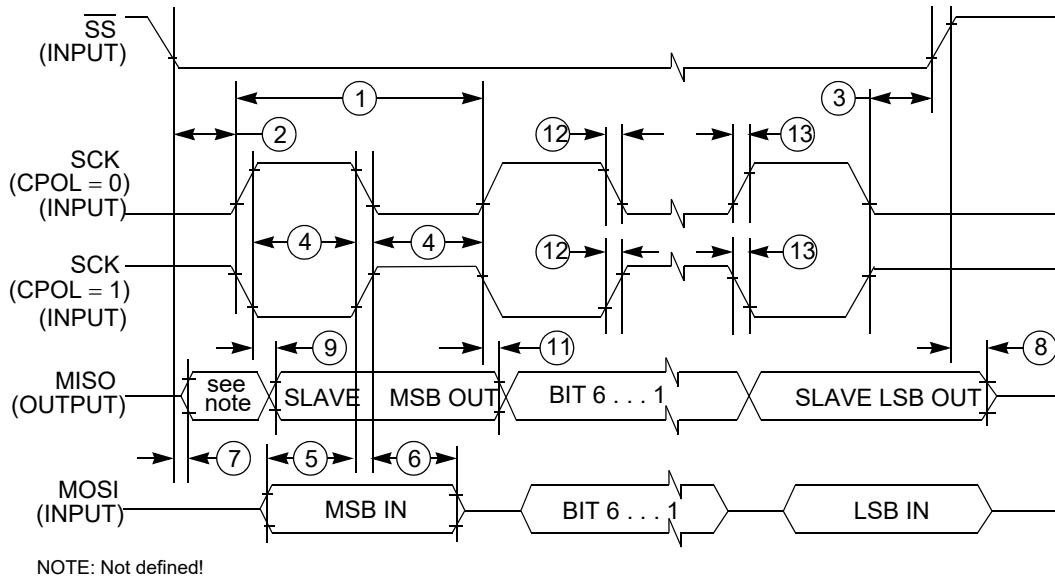 SS
(INPUT)
1
3
2
12
13
SCK
(CPOL = 0)
(INPUT)
4
4
SCK
(CPOL = 1)
(INPUT)
12
13
9
11
8
MISO
(OUTPUT)
see
note
SLAVE
MSB OUT
BIT 6 . . . 1
SLAVE LSB OUT
7
5
6
MOSI
(INPUT)
MSB IN
BIT 6 . . . 1
LSB IN
NOTE: Not defined!